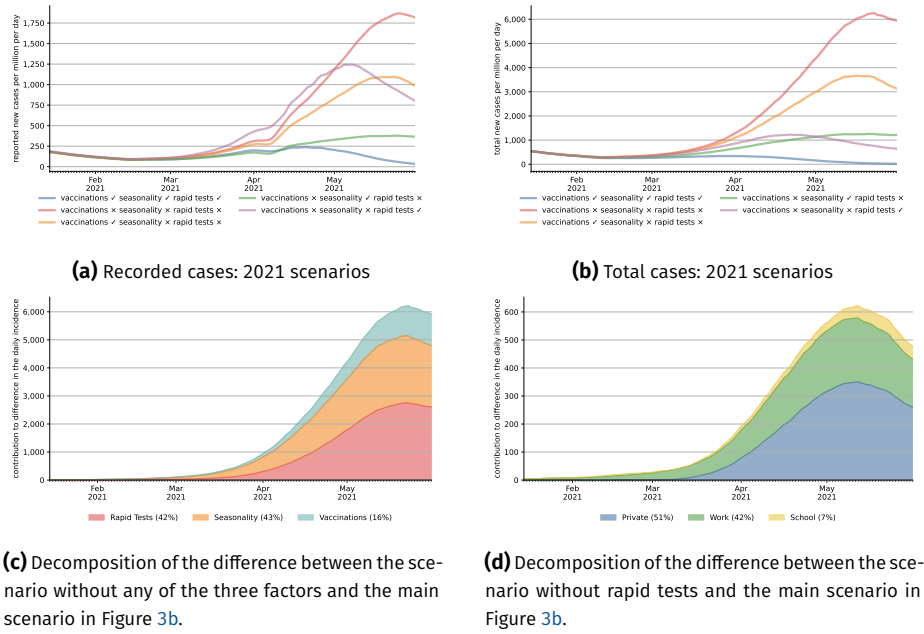 reported new cases per million per day
1,750
1,500
1,250
1,000
750
500
250
0
Feb
2021
Mar
2021
Apr
2021
May
2021
vaccinations ✓ seasonality ✓ rapid tests ✓
vaccinations × seasonality × rapid tests ×
vaccinations ✓ seasonality × rapid tests ×
vaccinations × seasonality ✓ rapid tests ×
vaccinations × seasonality × rapid tests ✓
(a) Recorded cases: 2021 scenarios
total new cases per million per day
6,000
5,000
4,000
3,000
2,000
1,000
0
Feb
2021
Mar
2021
Apr
2021
May
2021
vaccinations ✓ seasonality ✓ rapid tests ✓
vaccinations × seasonality × rapid tests ×
vaccinations ✓ seasonality × rapid tests ×
vaccinations × seasonality ✓ rapid tests ×
vaccinations × seasonality × rapid tests ✓
(b) Total cases: 2021 scenarios
contribution to difference in the daily incidence
6,000
5,000
4,000
3,000
2,000
1,000
0
Feb
2021
Mar
2021
Apr
2021
May
2021
Rapid Tests (42%) Seasonality (43%) Vaccinations (16%)
(c) Decomposition of the difference between the sce-
nario without any of the three factors and the main
scenario in Figure 3b.
contribution to difference in the daily incidence
600
500
400
300
200
100
0
Feb
2021
Mar
2021
Apr
2021
May
2021
Private (51%) Work (42%) School (7%)
(d) Decomposition of the difference between the sce-
nario without rapid tests and the main scenario in
Figure 3b.